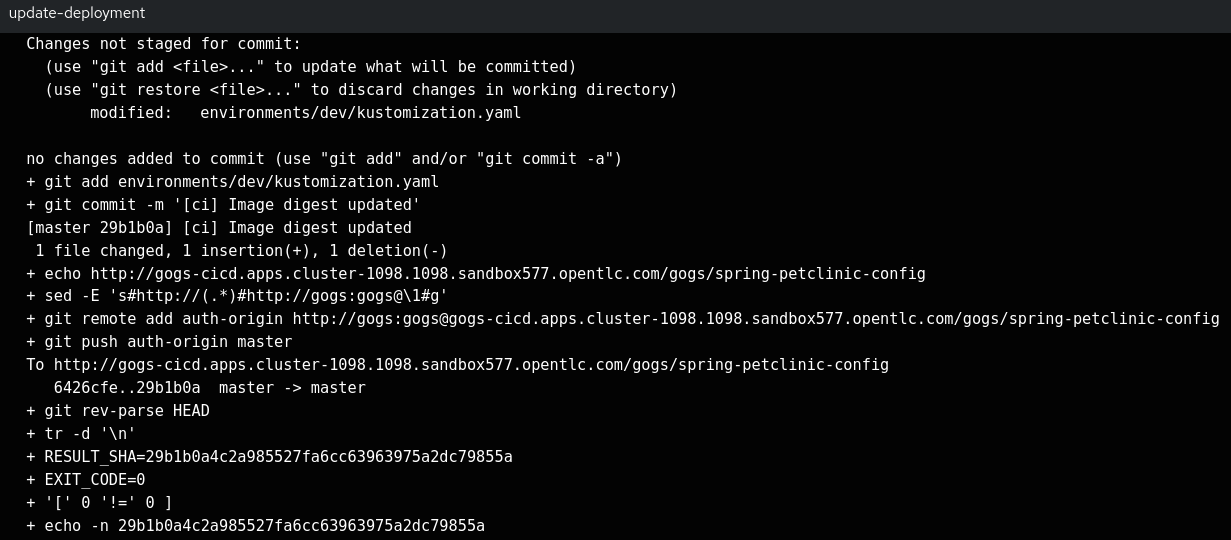 update-deployment
Changes not staged for commit:
  (use "git add <file>..." to update what will be committed)
  (use "git restore <file>..." to discard changes in working directory)
       modified:   environments/dev/kustomization.yaml

no changes added to commit (use "git add" and/or "git commit -a")
+ git add environments/dev/kustomization.yaml
+ git commit -m '[ci] Image digest updated'
[master 29b1b0a] [ci] Image digest updated
 1 file changed, 1 insertion(+), 1 deletion(-)
+ echo http://gogs-cicd.apps.cluster-1098.1098.sandbox577.opentlc.com/gogs/spring-petclinic-config
+ sed -E 's#http://(.*)#http://gogs:gogs@\1#g'
+ git remote add auth-origin http://gogs:gogs@gogs-cicd.apps.cluster-1098.1098.sandbox577.opentlc.com/gogs/spring-petclinic-config
+ git push auth-origin master
To http://gogs-cicd.apps.cluster-1098.1098.sandbox577.opentlc.com/gogs/spring-petclinic-config
   6426cfe..29b1b0a  master -> master
+ git rev-parse HEAD
+ tr -d '\n'
+ RESULT_SHA=29b1b0a4c2a985527fa6cc63963975a2dc79855a
+ EXIT_CODE=0
+ '[' 0 '!=' 0 ]
+ echo -n 29b1b0a4c2a985527fa6cc63963975a2dc79855a